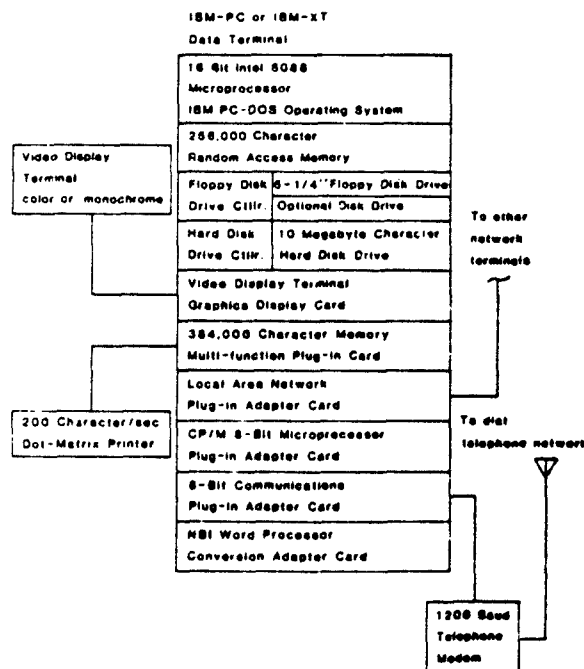 IBM-PC or IBM-XT
Data Terminal
16 Bit Intel 8088
Microprocessor
IBM PC-DOS Operating System
256,000 Character
Random Access Memory
Video Display
Terminal
color or monochrome
Floppy Disk
Drive Ctllr.
5-1/4''Floppy Disk Drive
Optional Disk Drive
Hard Disk
Drive Ctllr.
10 Megabyte Character
Hard Disk Drive
To other
network
terminals
Video Display Terminal
Graphics Display Card
384,000 Character Memory
Multi-function Plug-in Card
Local Area Network
Plug-in Adapter Card
200 Character/sec
Dot-Matrix Printer
To dial
telephone network
CP/M 8-Bit Microprocessor
Plug-in Adapter Card
8-Bit Communications
Plug-in Adapter Card
NBI Word Processor
Conversion Adapter Card
1200 Baud
Telephone
Modem